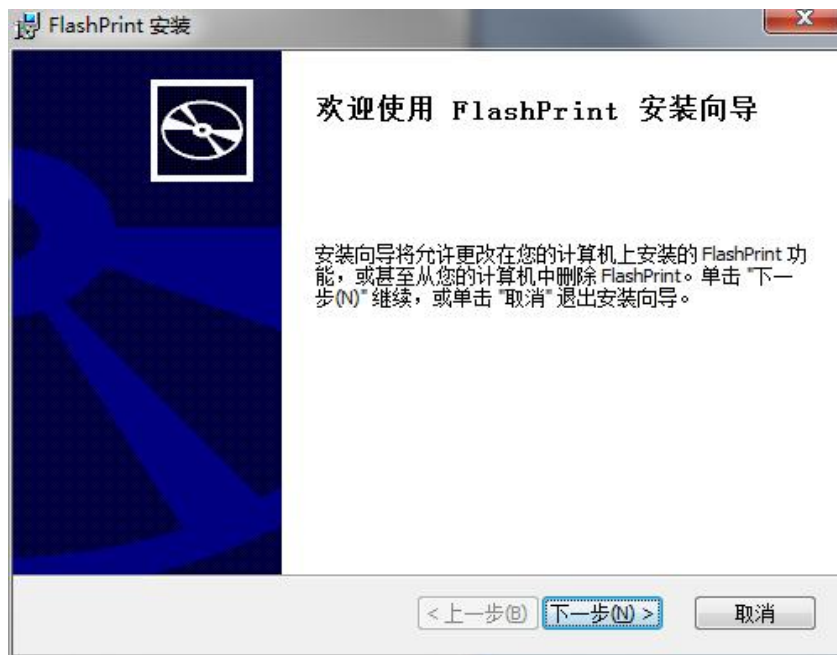 FlashPrint 安装
欢迎使用 FlashPrint 安装向导
安装向导将允许更改在您的计算机上安装的 FlashPrint 功
能，或甚至从您的计算机中删除 FlashPrint。单击 "下一
步(N)" 继续，或单击 "取消" 退出安装向导。
< 上一步(B) 下一步(N) > 取消